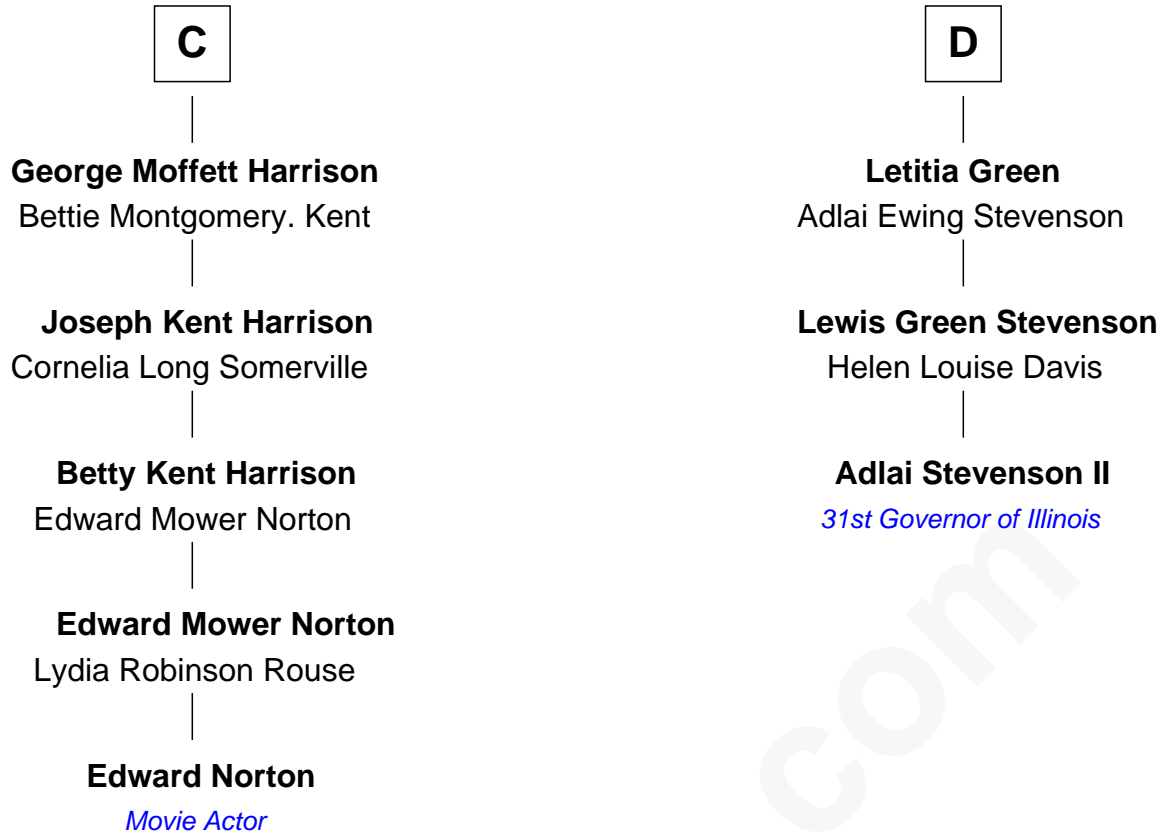 C
George Moffett Harrison
Bettie Montgomery. Kent
Joseph Kent Harrison
Cornelia Long Somerville
Betty Kent Harrison
Edward Mower Norton
Edward Mower Norton
Lydia Robinson Rouse
Edward Norton
Movie Actor
D
Letitia Green
Adlai Ewing Stevenson
Lewis Green Stevenson
Helen Louise Davis
Adlai Stevenson II
31st Governor of Illinois
com